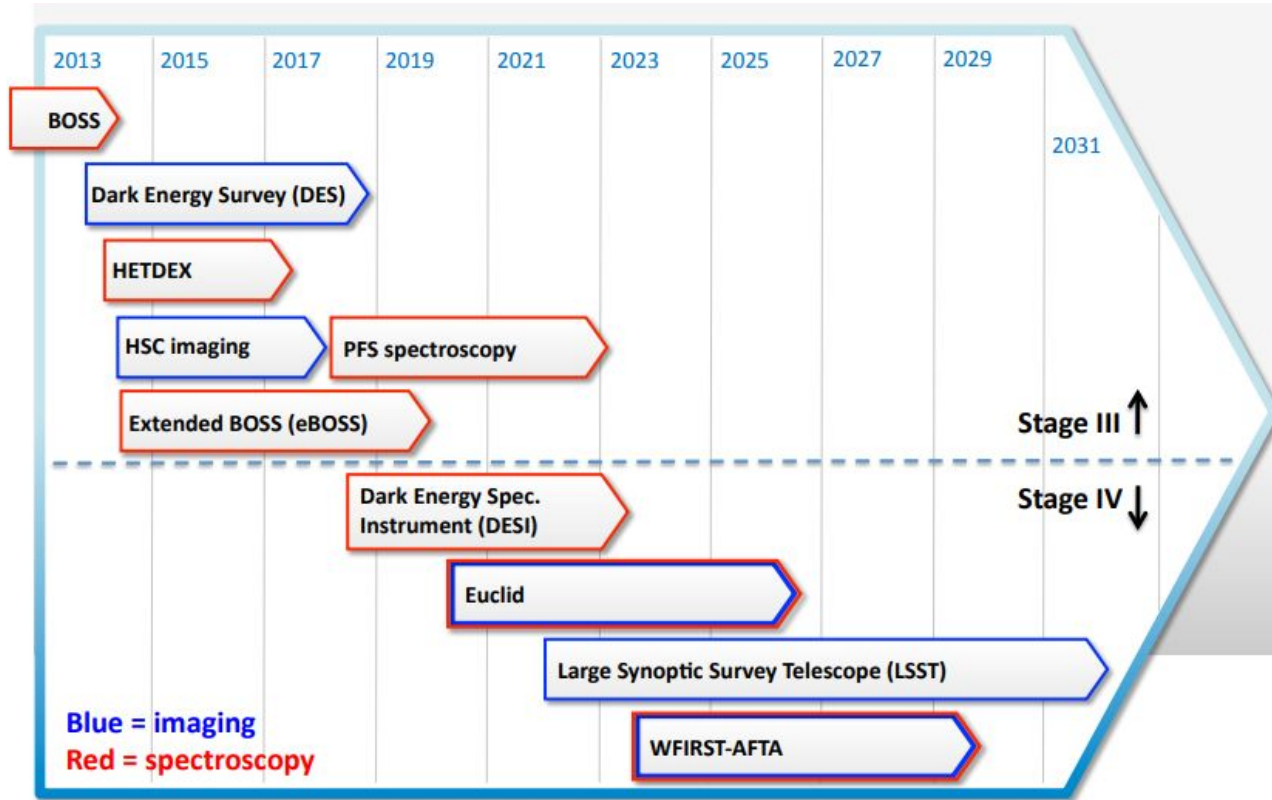 2013 2015 2017 2019 2021 2023 2025 2027 2029
BOSS
2031
Dark Energy Survey (DES)
HETDEX
HSC imaging PFS spectroscopy
Extended BOSS (eBOSS)
Stage III
Dark Energy Spec.
Instrument (DESI)
Stage IV
Euclid
Large Synoptic Survey Telescope (LSST)
Blue = imaging
Red = spectroscopy
WFIRST-AFTA